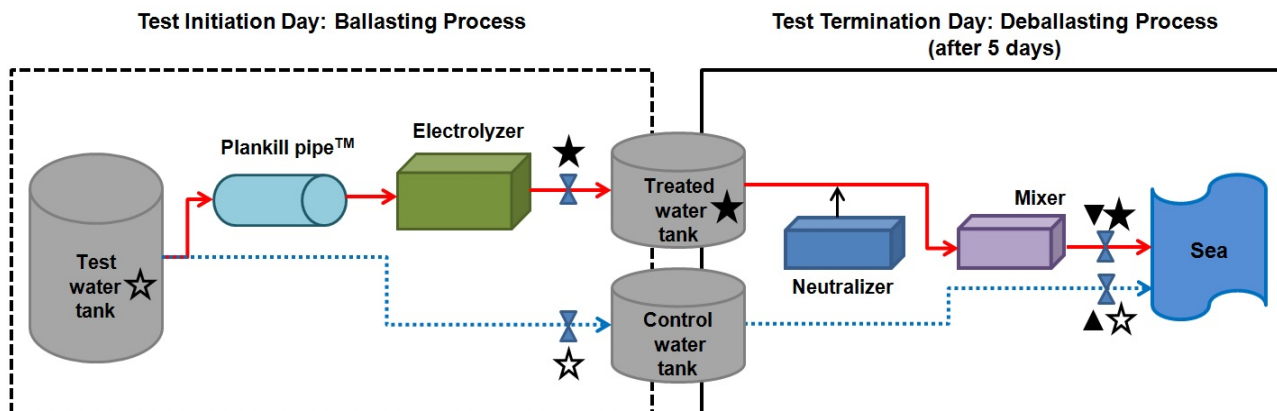 Test Initiation Day: Ballasting Process
Test Termination Day: Deballasting Process
(after 5 days)
Plankill pipe™
Electrolyzer
Test
water
tank
Treated
water
tank
Control
water
tank
Neutralizer
Mixer
Sea